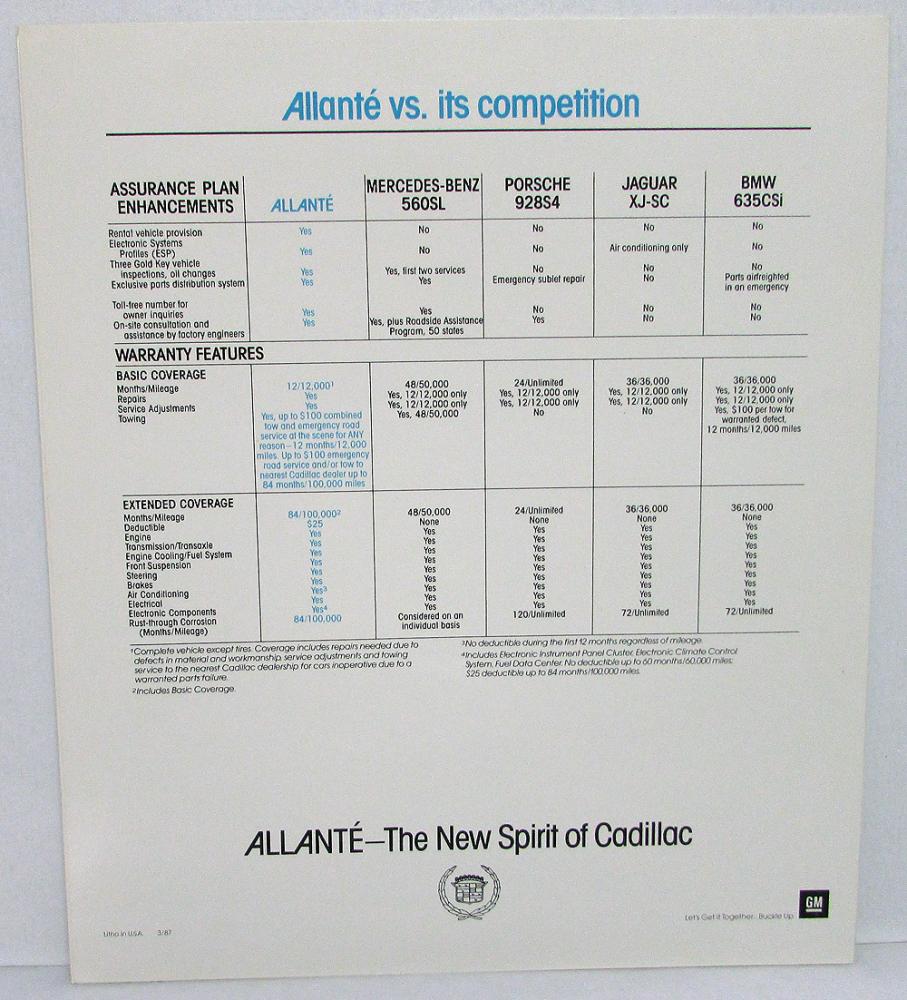 Allanté vs. its competition
ASSURANCE PLAN ENHANCEMENTS ALLANTÉ MERCEDES-BENZ 560SL PORSCHE 928S4 JAGUAR XJ-SC BMW 635CSi
Rental vehicle provision Yes No No No No
Electronic Systems Profiles (ESP) Yes No No Air conditioning only No
Three Gold Key vehicle inspections, oil changes Yes Yes, first two services No No No
Exclusive parts distribution system Yes Yes Emergency sublet repair No Parts airfreighted in an emergency
Toll-free number for owner inquiries Yes Yes No No No
On-site consultation and assistance by factory engineers Yes Yes, plus Roadside Assistance Program, 50 states Yes No No
WARRANTY FEATURES
BASIC COVERAGE
Months/Mileage 12/12,000¹ 48/50,000 24/Unlimited 36/36,000 36/36,000
Repairs Yes Yes, 12/12,000 only Yes, 12/12,000 only Yes, 12/12,000 only Yes, 12/12,000 only
Service Adjustments Yes Yes, 12/12,000 only Yes, 12/12,000 only Yes, 12/12,000 only Yes, 12/12,000 only
Towing Yes, up to $100 combined tow and emergency road service at the scene for ANY reason—12 months/12,000 miles. Up to $100 emergency road service and/or tow to nearest Cadillac dealer up to 84 months/100,000 miles Yes, 48/50,000 No No Yes, $100 per tow for warranted defect, 12 months/12,000 miles
EXTENDED COVERAGE
Months/Mileage 84/100,000² 48/50,000 24/Unlimited 36/36,000 36/36,000
Deductible $25 None None None None
Engine Yes Yes Yes Yes Yes
Transmission/Transaxle Yes Yes Yes Yes Yes
Engine Cooling/Fuel System Yes Yes Yes Yes Yes
Front Suspension Yes Yes Yes Yes Yes
Steering Yes Yes Yes Yes Yes
Brakes Yes Yes Yes Yes Yes
Air Conditioning Yes³ Yes Yes Yes Yes
Electrical Yes Yes Yes Yes Yes
Electronic Components Yes⁴ Yes Yes Yes Yes
Rust-through Corrosion (Months/Mileage) 84/100,000 Considered on an individual basis 120/Unlimited 72/Unlimited 72/Unlimited
¹Complete vehicle except tires. Coverage includes repairs needed due to
defects in material and workmanship, service adjustments and towing
service to the nearest Cadillac dealership for cars inoperative due to a
warranted parts failure.
²Includes Basic Coverage.
³No deductible during the first 12 months regardless of mileage.
⁴Includes Electronic Instrument Panel Cluster, Electronic Climate Control
System, Fuel Data Center. No deductible up to 60 months/60,000 miles;
$25 deductible up to 84 months/100,000 miles.
ALLANTÉ—The New Spirit of Cadillac
GM
Let's Get it Together...Buckle Up.
Litho in U.S.A. 3/87